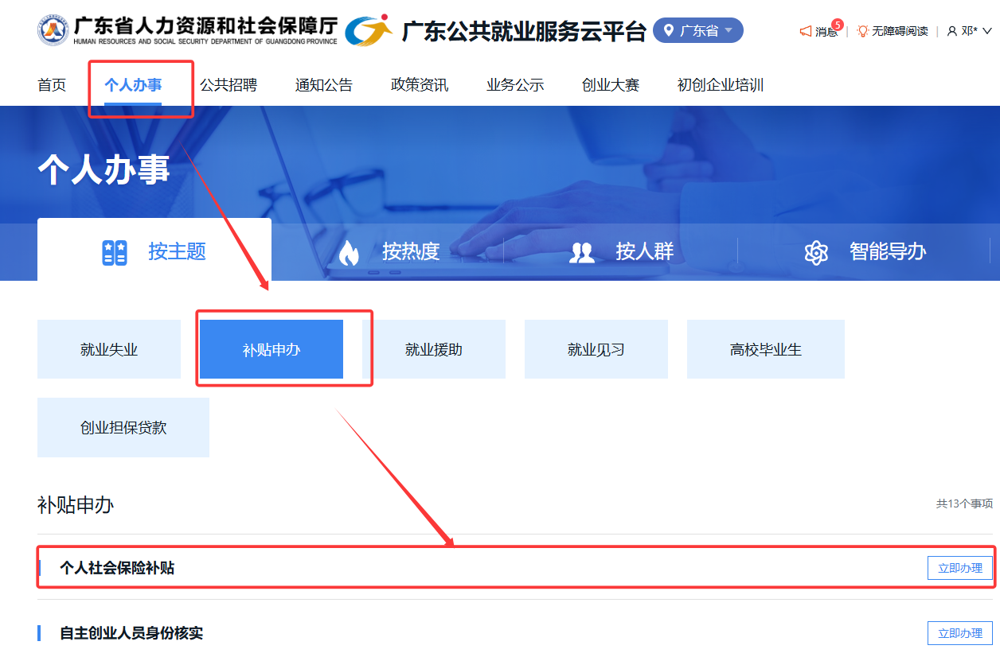 广东省人力资源和社会保障厅
HUMAN RESOURCES AND SOCIAL SECURITY DEPARTMENT OF GUANGDONG PROVINCE
广东公共就业服务云平台
广东省
消息 5 | 无障碍阅读 | 邓*
首页 个人办事 公共招聘 通知公告 政策资讯 业务公示 创业大赛 初创企业培训
个人办事
按主题 按热度 按人群 智能导办
就业失业 补贴申办 就业援助 就业见习 高校毕业生
创业担保贷款
补贴申办 共13个事项
个人社会保险补贴 立即办理
自主创业人员身份核实 立即办理